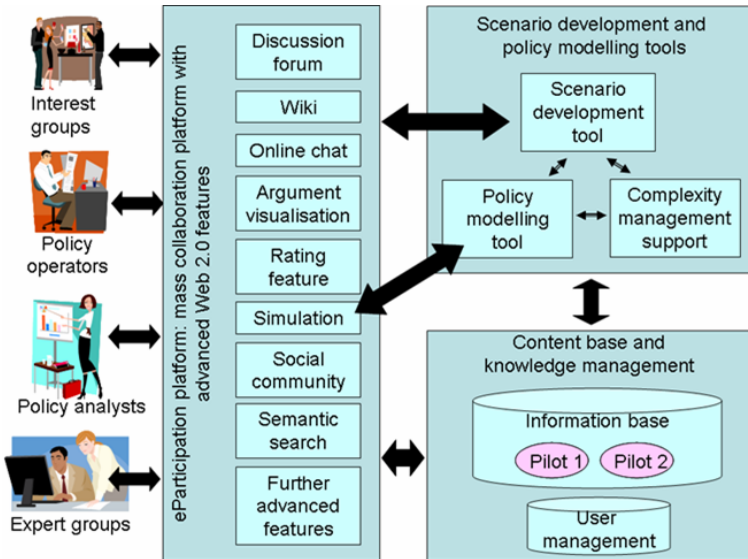 Interest
groups
Policy
operators
Policy analysts
Expert groups
eParticipation platform: mass collaboration platform with
advanced Web 2.0 features
Discussion
forum
Wiki
Online chat
Argument
visualisation
Rating
feature
Simulation
Social
community
Semantic
search
Further
advanced
features
Scenario development and
policy modelling tools
Scenario
development
tool
Policy
modelling
tool
Complexity
management
support
Content base and
knowledge management
Information base
Pilot 1
Pilot 2
User
management